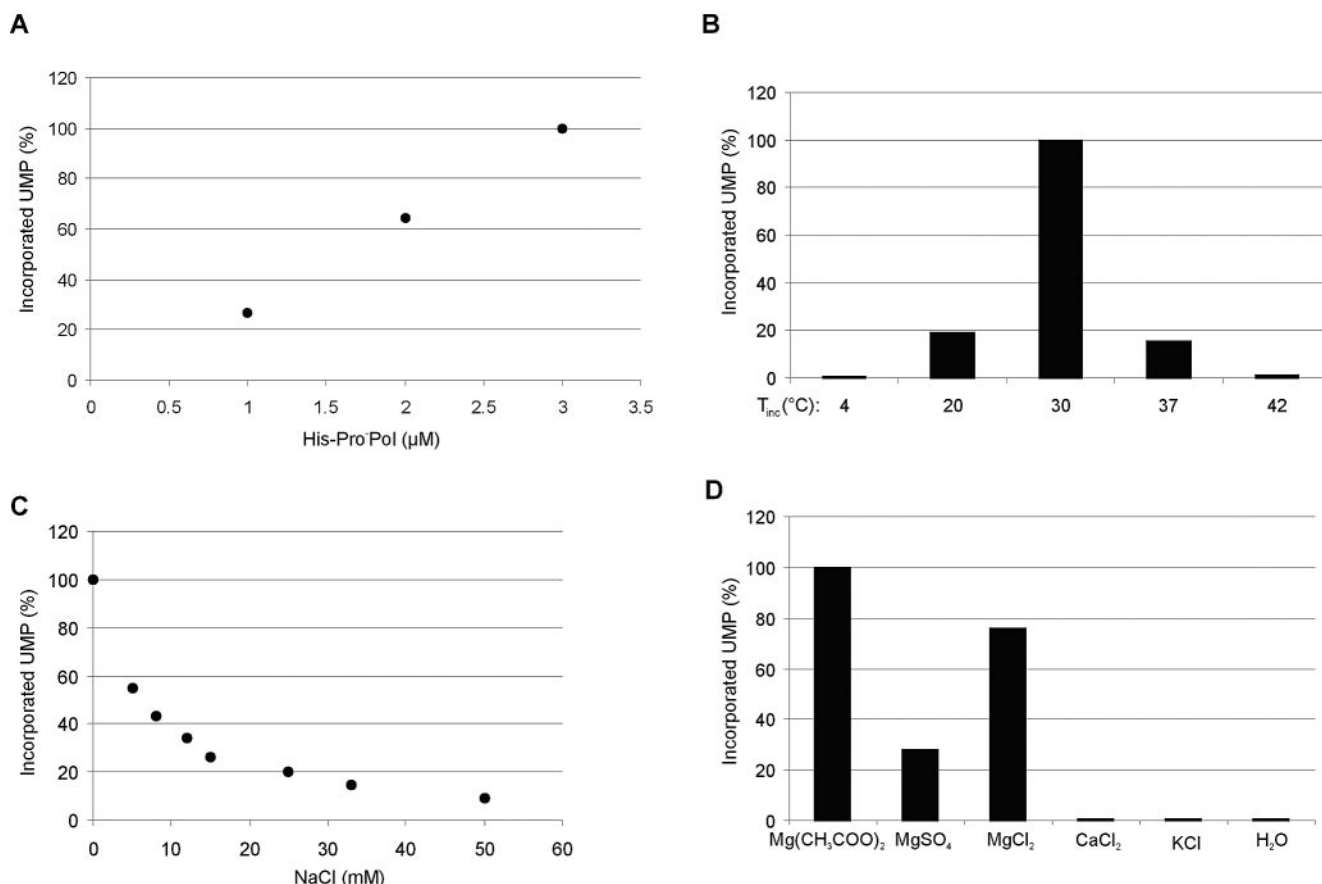 A
Incorporated UMP (%)
120
100
80
60
40
20
0
0 0.5 1 1.5 2 2.5 3 3.5
His-Pro⁻Pol (µM)
B
Incorporated UMP (%)
120
100
80
60
40
20
0
T_inc(°C): 4 20 30 37 42
C
Incorporated UMP (%)
120
100
80
60
40
20
0
0 10 20 30 40 50 60
NaCl (mM)
D
Incorporated UMP (%)
120
100
80
60
40
20
0
Mg(CH₃COO)₂ MgSO₄ MgCl₂ CaCl₂ KCl H₂O